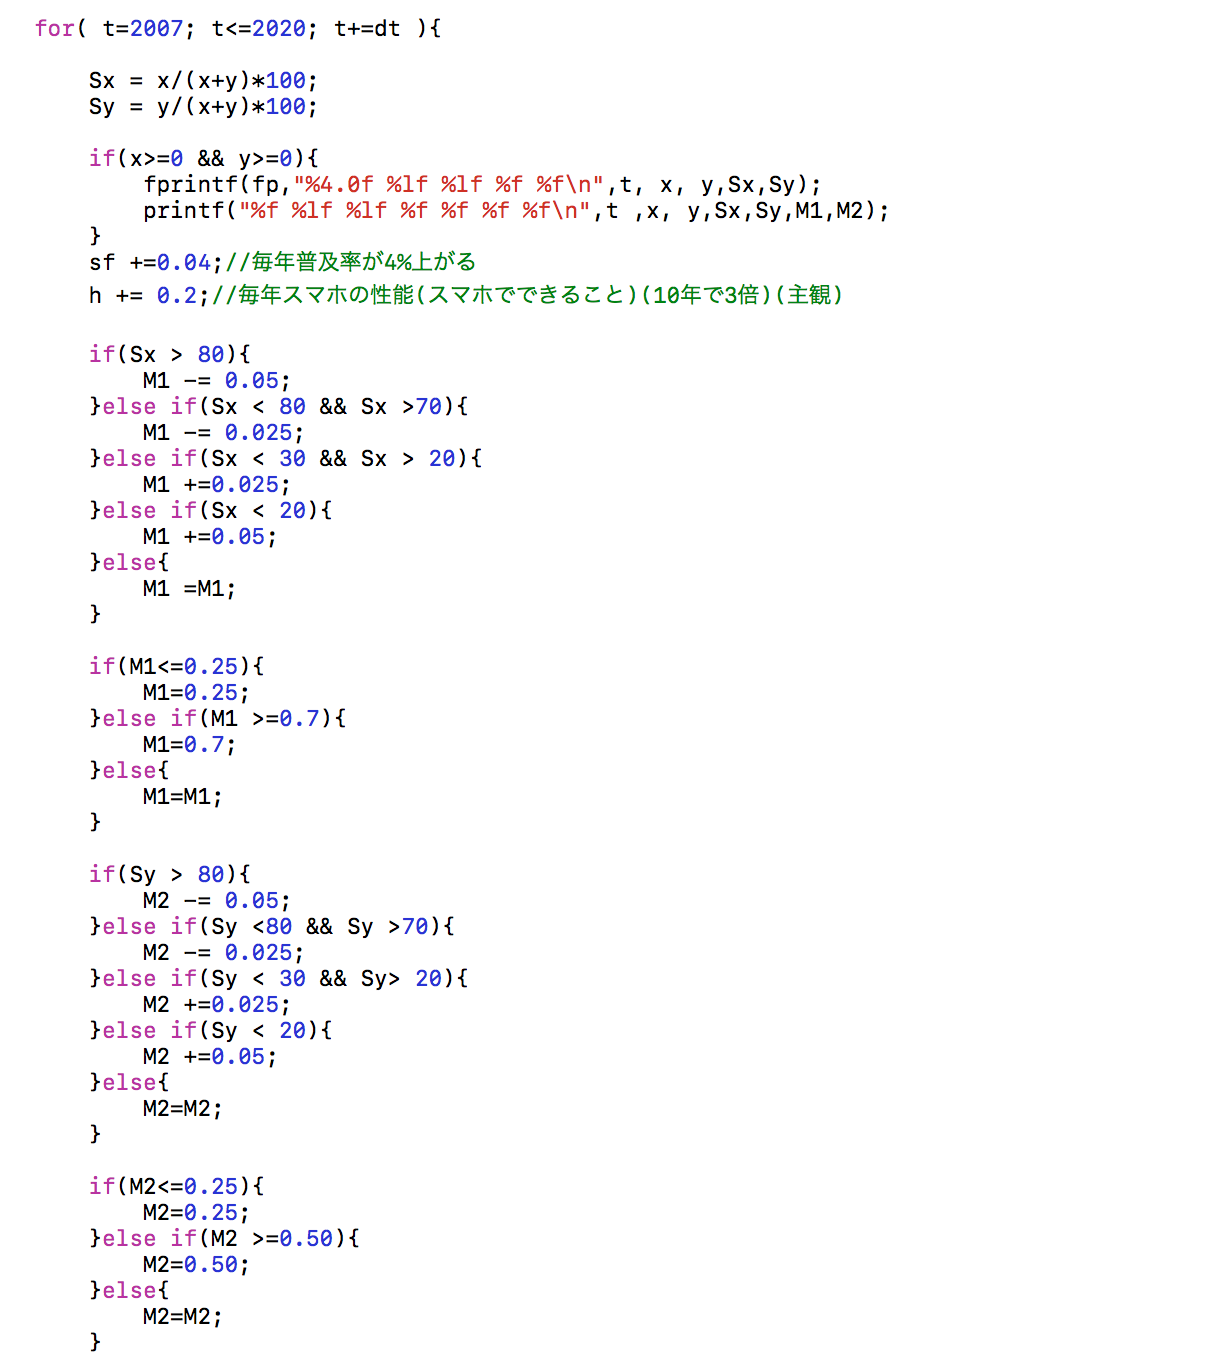 for( t=2007; t<=2020; t+=dt ){
Sx = x/(x+y)*100;
Sy = y/(x+y)*100;
if(x>=0 && y>=0){
fprintf(fp,"%4.0f %lf %lf %f %f\n",t, x, y,Sx,Sy);
printf("%f %lf %lf %f %f %f %f\n",t ,x, y,Sx,Sy,M1,M2);
}
sf +=0.04;//毎年普及率が4%上がる
h += 0.2;//毎年スマホの性能(スマホでできること)(10年で3倍)(主観)
if(Sx > 80){
M1 -= 0.05;
}else if(Sx < 80 && Sx >70){
M1 -= 0.025;
}else if(Sx < 30 && Sx > 20){
M1 +=0.025;
}else if(Sx < 20){
M1 +=0.05;
}else{
M1 =M1;
}
if(M1<=0.25){
M1=0.25;
}else if(M1 >=0.7){
M1=0.7;
}else{
M1=M1;
}
if(Sy > 80){
M2 -= 0.05;
}else if(Sy <80 && Sy >70){
M2 -= 0.025;
}else if(Sy < 30 && Sy> 20){
M2 +=0.025;
}else if(Sy < 20){
M2 +=0.05;
}else{
M2=M2;
}
if(M2<=0.25){
M2=0.25;
}else if(M2 >=0.50){
M2=0.50;
}else{
M2=M2;
}